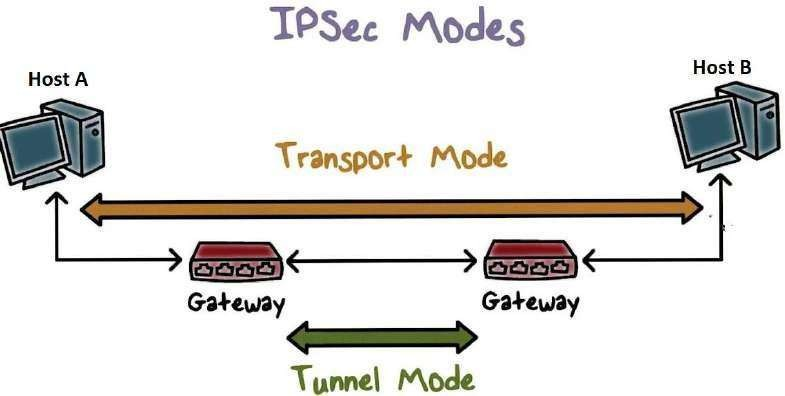 IPSec Modes
Host A
Host B
Transport Mode
Gateway
Gateway
Tunnel Mode